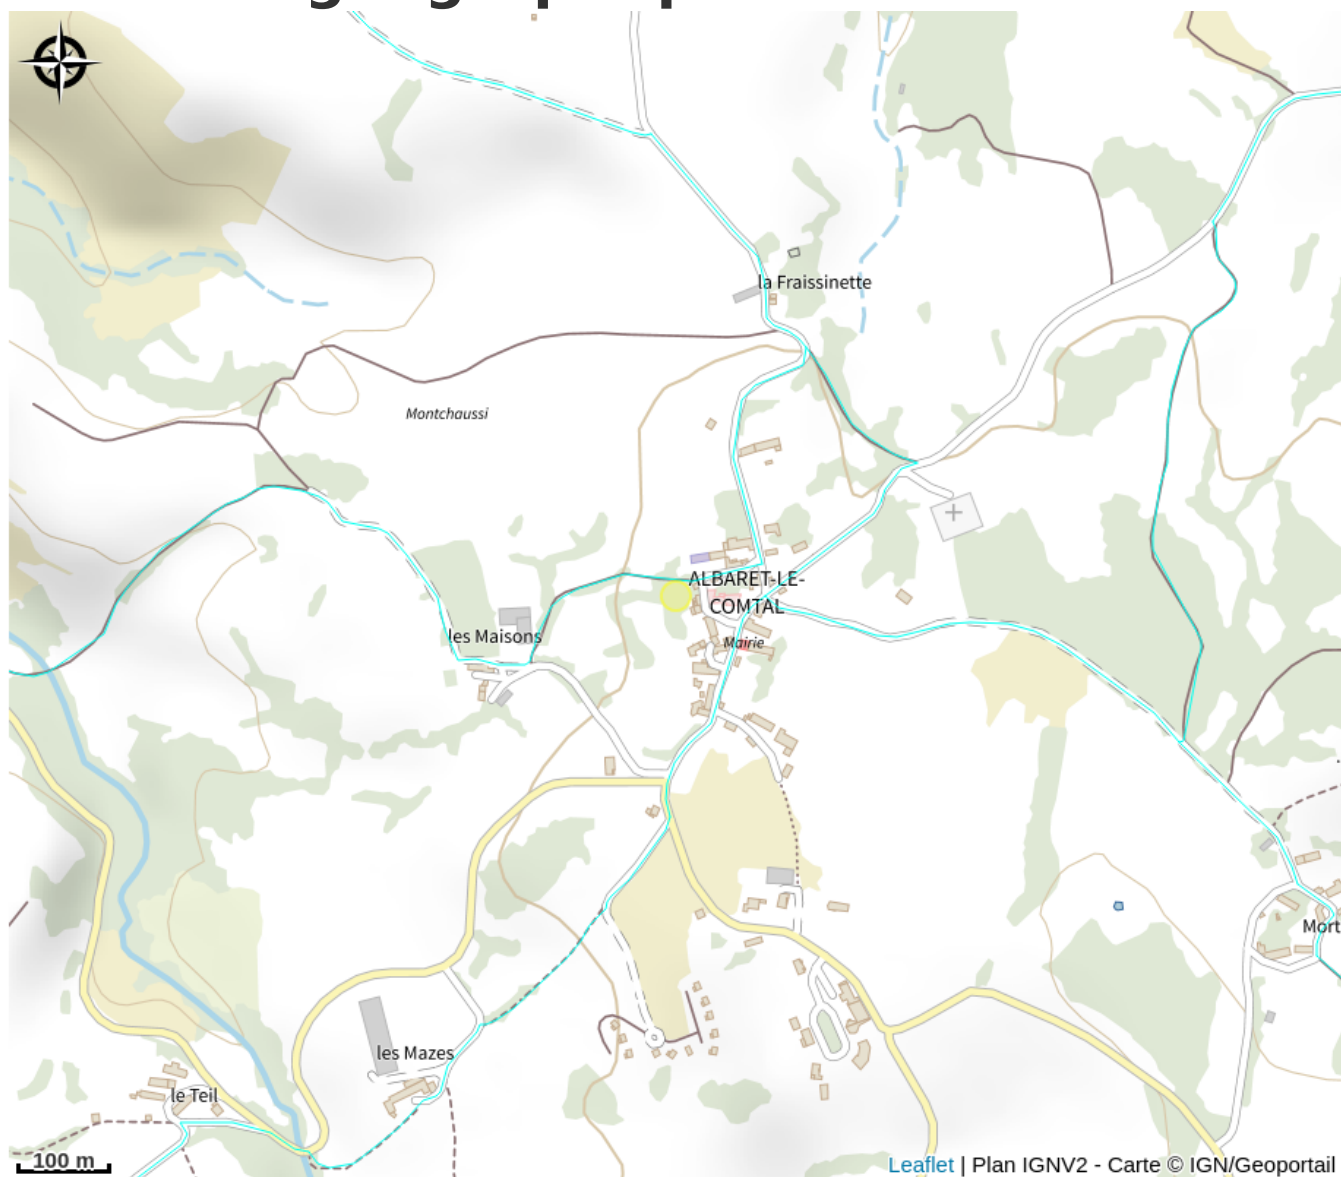 la Fraissinette
Montchaussi
ALBARET-LE-
COMTAL
les Maisons
Mairie
Mort
les Mazes
le Teil
100 m
Leaflet | Plan IGNV2 - Carte © IGN/Geoportail